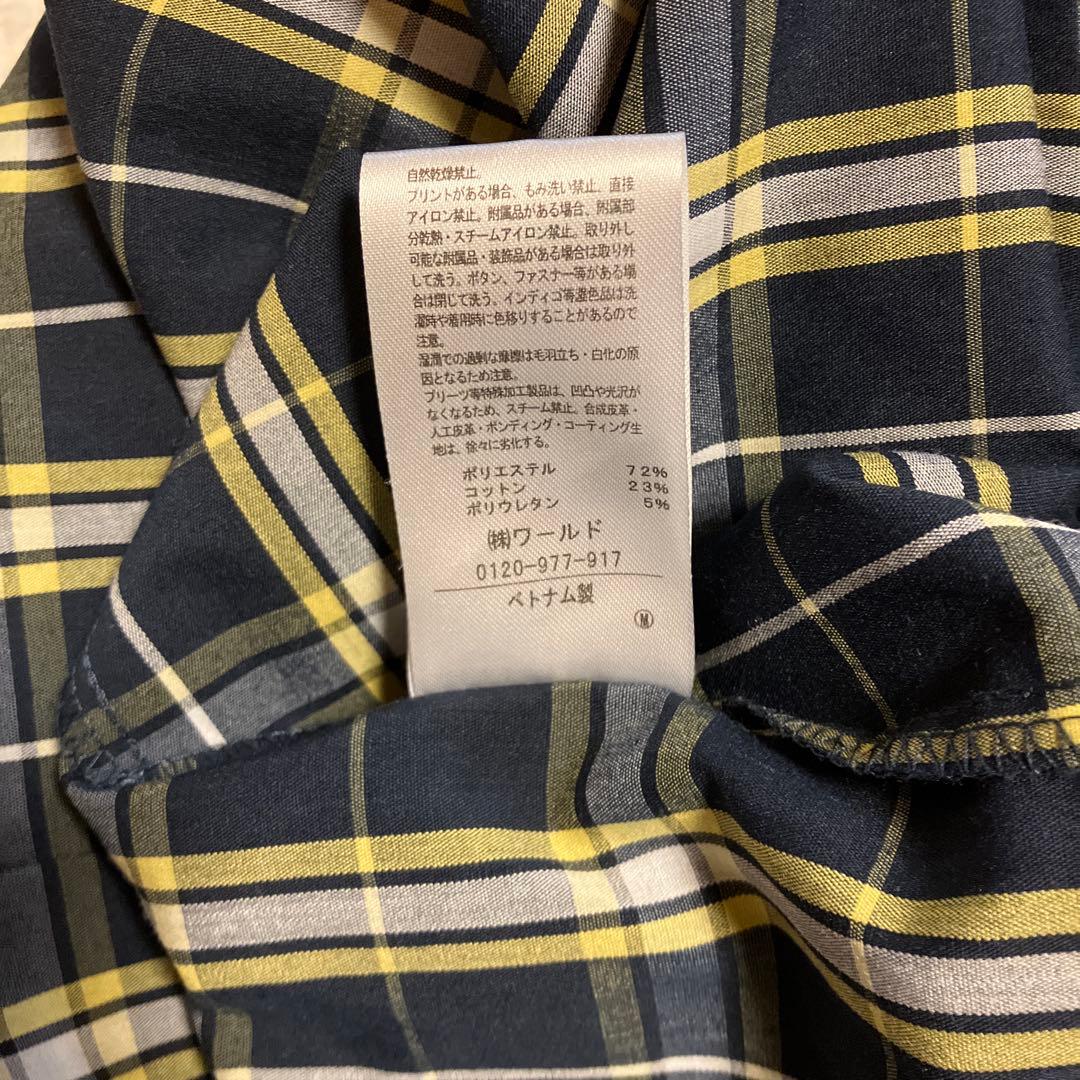 自然乾燥禁止。
プリントがある場合、もみ洗い禁止。直接
アイロン禁止。附属品がある場合、附属部
分乾熱・スチームアイロン禁止。取り外し
可能な附属品・装飾品がある場合は取り外
して洗う。ボタン、ファスナー等がある場
合は閉じて洗う。インディゴ等濃色品は洗
濯時や着用時に色移りすることがあるので
注意。
湿潤での過剰な摩擦は毛羽立ち・白化の原
因となるため注意。
プリーツ等特殊加工製品は、凹凸や光沢が
なくなるため、スチーム禁止。合成皮革・
人工皮革・ボンディング・コーティング生
地は、徐々に劣化する。
ポリエステル 72%
コットン 23%
ポリウレタン 5%
㈱ワールド
0120-977-917
ベトナム製
Ⓜ